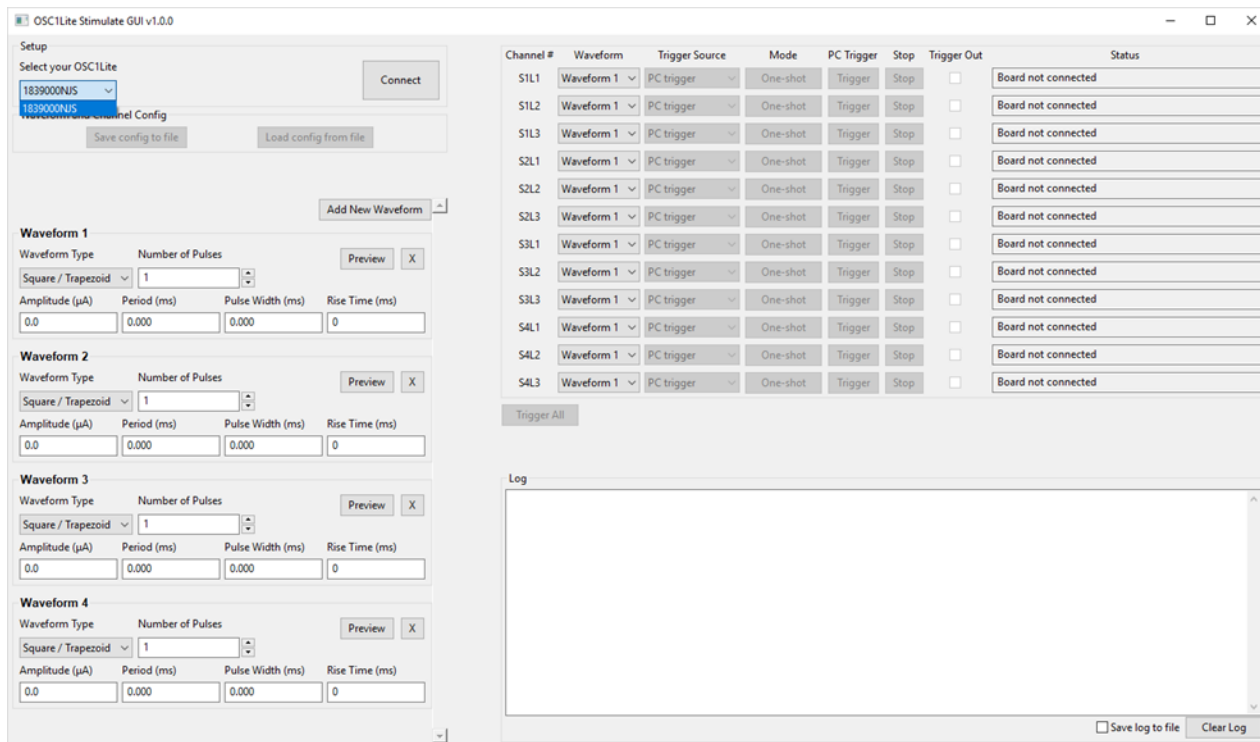 OSC1Lite Stimulate GUI v1.0.0
Setup
Select your OSC1Lite
1839000NJS
1839000NJS
Connect
Waveform and Channel Config
Save config to file Load config from file
Add New Waveform
Waveform 1
Waveform Type Number of Pulses
Square / Trapezoid 1 Preview X
Amplitude (µA) Period (ms) Pulse Width (ms) Rise Time (ms)
0.0 0.000 0.000 0
Waveform 2
Waveform Type Number of Pulses
Square / Trapezoid 1 Preview X
Amplitude (µA) Period (ms) Pulse Width (ms) Rise Time (ms)
0.0 0.000 0.000 0
Waveform 3
Waveform Type Number of Pulses
Square / Trapezoid 1 Preview X
Amplitude (µA) Period (ms) Pulse Width (ms) Rise Time (ms)
0.0 0.000 0.000 0
Waveform 4
Waveform Type Number of Pulses
Square / Trapezoid 1 Preview X
Amplitude (µA) Period (ms) Pulse Width (ms) Rise Time (ms)
0.0 0.000 0.000 0
Channel # Waveform Trigger Source Mode PC Trigger Stop Trigger Out Status
S1L1 Waveform 1 PC trigger One-shot Trigger Stop Board not connected
S1L2 Waveform 1 PC trigger One-shot Trigger Stop Board not connected
S1L3 Waveform 1 PC trigger One-shot Trigger Stop Board not connected
S2L1 Waveform 1 PC trigger One-shot Trigger Stop Board not connected
S2L2 Waveform 1 PC trigger One-shot Trigger Stop Board not connected
S2L3 Waveform 1 PC trigger One-shot Trigger Stop Board not connected
S3L1 Waveform 1 PC trigger One-shot Trigger Stop Board not connected
S3L2 Waveform 1 PC trigger One-shot Trigger Stop Board not connected
S3L3 Waveform 1 PC trigger One-shot Trigger Stop Board not connected
S4L1 Waveform 1 PC trigger One-shot Trigger Stop Board not connected
S4L2 Waveform 1 PC trigger One-shot Trigger Stop Board not connected
S4L3 Waveform 1 PC trigger One-shot Trigger Stop Board not connected
Trigger All
Log
Save log to file Clear Log